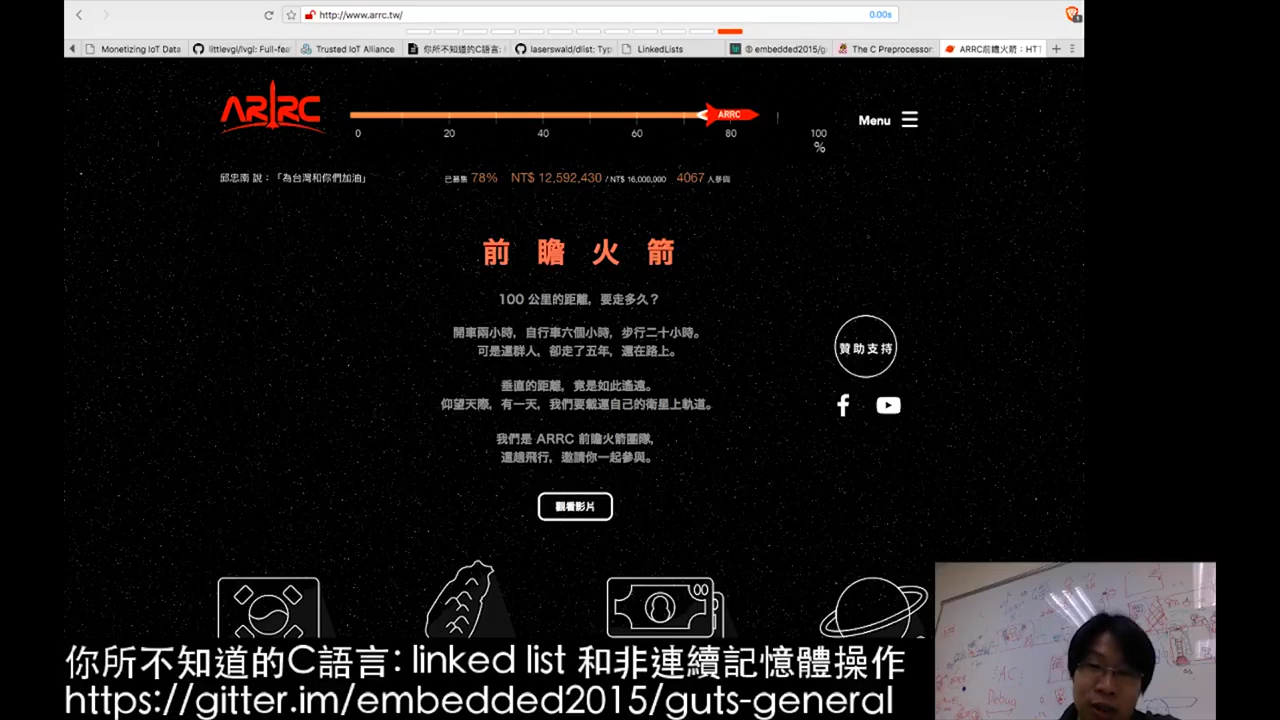 http://www.arrc.tw/
0.00s
Monetizing IoT Data
littlevgl/lvgl: Full-fea
Trusted IoT Alliance
你所不知道的C語言:
laserswald/dlist: Typ
LinkedLists
embedded2015/g
The C Preprocessor:
ARRC前瞻火箭：HTT
ARRC
ARRC
0 20 40 60 80 100
%
Menu
邱忠南 說：「為台灣和你們加油」
已募集 78% NT$ 12,592,430 / NT$ 16,000,000 4067 人參與
前瞻火箭
100 公里的距離，要走多久？
開車兩小時，自行車六個小時，步行二十小時。
可是這群人，卻走了五年，還在路上。
垂直的距離，竟是如此遙遠。
仰望天際，有一天，我們要載運自己的衛星上軌道。
我們是 ARRC 前瞻火箭團隊，
這趟飛行，邀請你一起參與。
贊助支持
觀看影片
你所不知道的C語言: linked list 和非連續記憶體操作
https://gitter.im/embedded2015/guts-general
Debug